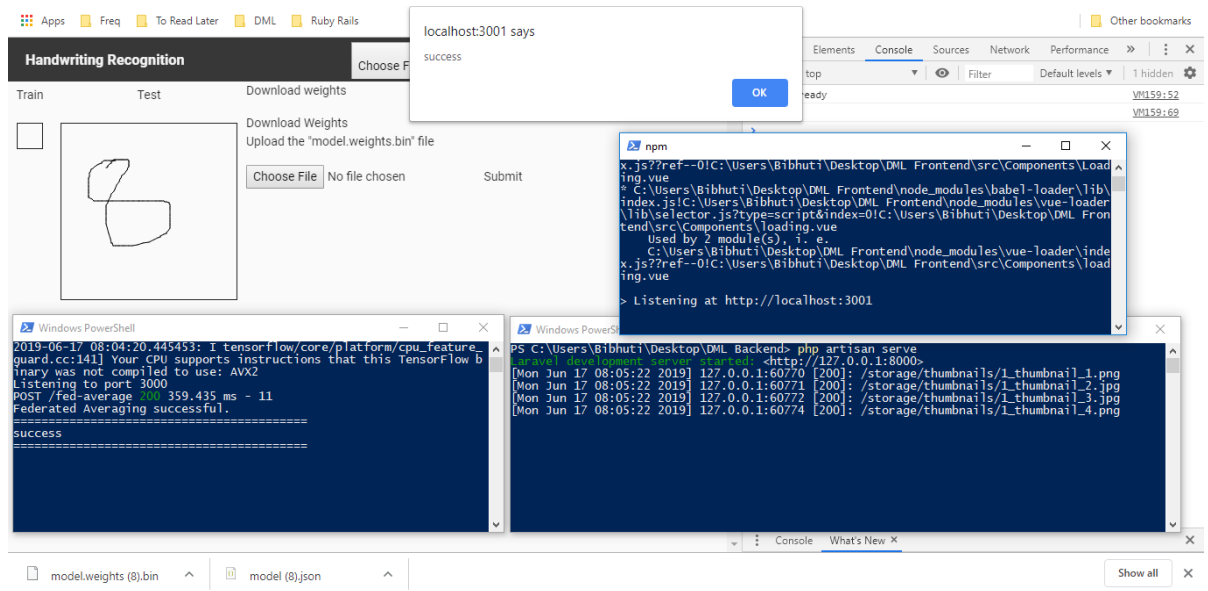 Apps Freq To Read Later DML Ruby Rails Other bookmarks
localhost:3001 says
success
OK
Handwriting Recognition
Choose F
Train Test
Download weights
Download Weights
Upload the "model.weights.bin" file
Choose File No file chosen Submit
Elements Console Sources Network Performance » ⋮ ✕
top ▼ Filter Default levels ▼ 1 hidden
eady VM159:52
VM159:69
npm
x.js??ref--0!C:\Users\Bibhuti\Desktop\DML Frontend\src\Components\Load
ing.vue
* C:\Users\Bibhuti\Desktop\DML Frontend\node_modules\babel-loader\lib\
index.js!C:\Users\Bibhuti\Desktop\DML Frontend\node_modules\vue-loader
\lib\selector.js?type=script&index=0!C:\Users\Bibhuti\Desktop\DML Fron
tend\src\Components\loading.vue
Used by 2 module(s), i. e.
C:\Users\Bibhuti\Desktop\DML Frontend\node_modules\vue-loader\inde
x.js??ref--0!C:\Users\Bibhuti\Desktop\DML Frontend\src\Components\load
ing.vue
> Listening at http://localhost:3001
Windows PowerShell
2019-06-17 08:04:20.445453: I tensorflow/core/platform/cpu_feature_
guard.cc:141] Your CPU supports instructions that this TensorFlow b
inary was not compiled to use: AVX2
Listening to port 3000
POST /fed-average 200 359.435 ms - 11
Federated Averaging successful.
==========================================
success
==========================================
Windows PowerS
PS C:\Users\Bibhuti\Desktop\DML Backend> php artisan serve
Laravel development server started: <http://127.0.0.1:8000>
[Mon Jun 17 08:05:22 2019] 127.0.0.1:60770 [200]: /storage/thumbnails/1_thumbnail_1.png
[Mon Jun 17 08:05:22 2019] 127.0.0.1:60771 [200]: /storage/thumbnails/1_thumbnail_2.jpg
[Mon Jun 17 08:05:22 2019] 127.0.0.1:60772 [200]: /storage/thumbnails/1_thumbnail_3.jpg
[Mon Jun 17 08:05:22 2019] 127.0.0.1:60774 [200]: /storage/thumbnails/1_thumbnail_4.png
Console What's New ✕
model.weights (8).bin model (8).json Show all